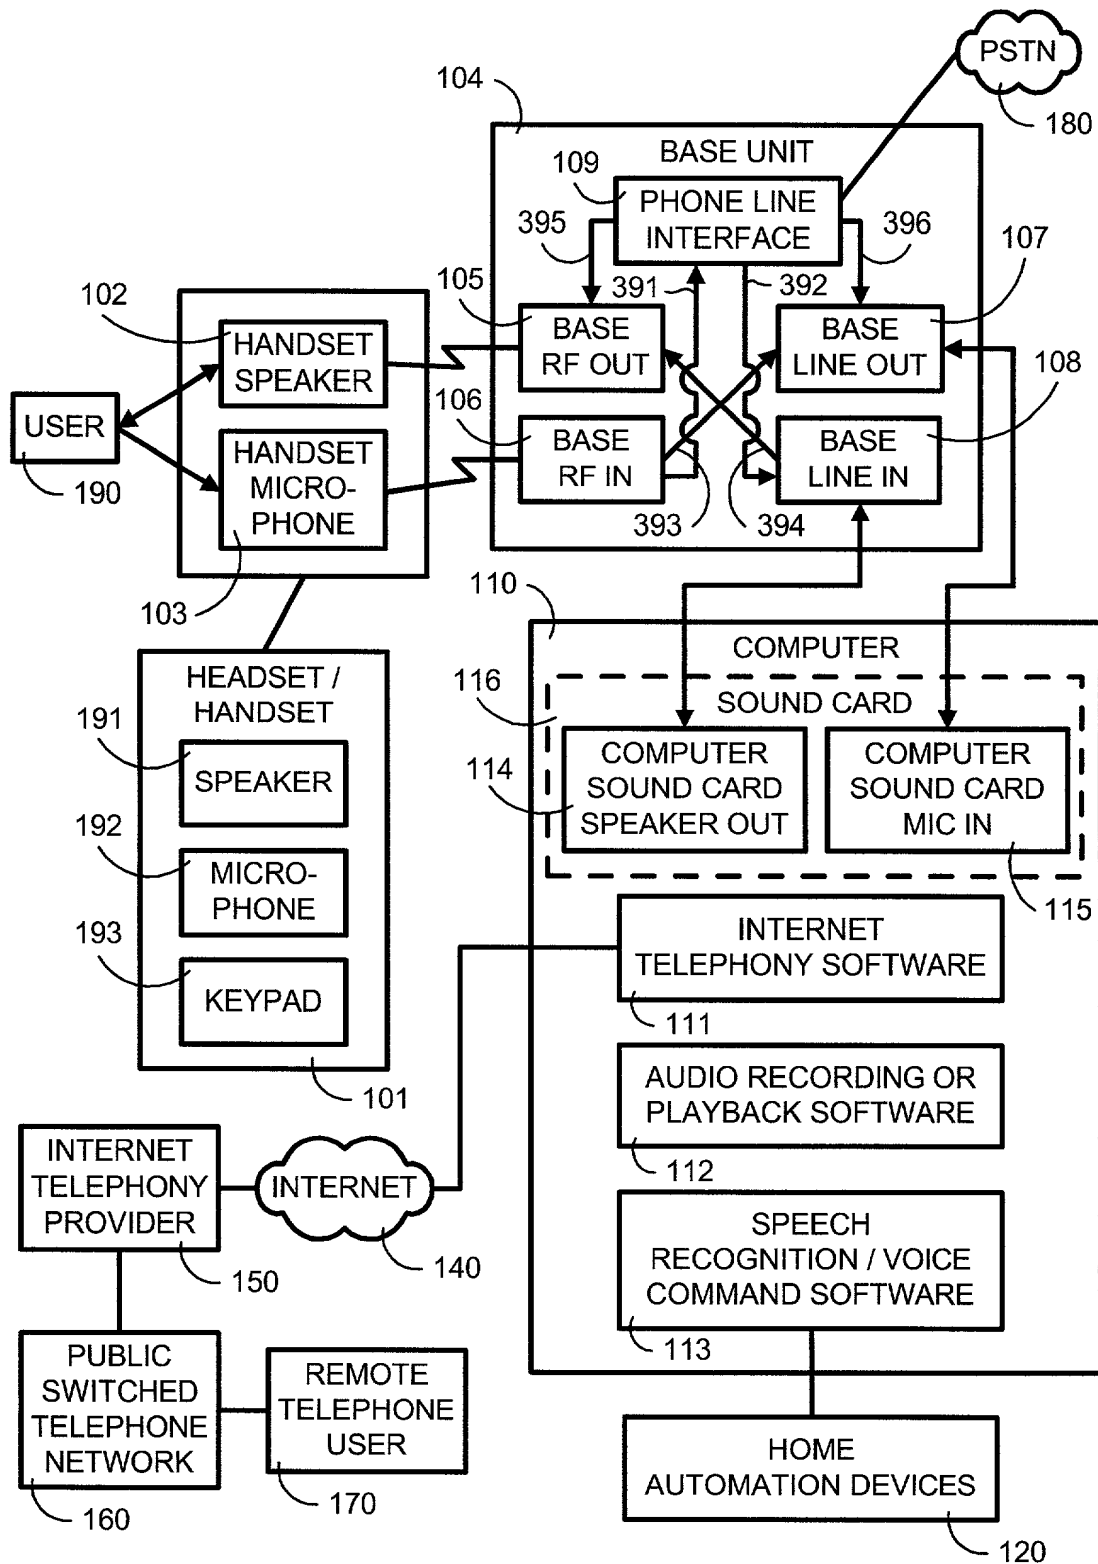 PSTN
180
104
BASE UNIT
109
PHONE LINE
INTERFACE
395
396
107
391
392
105
BASE
RF OUT
BASE
LINE OUT
108
102
HANDSET
SPEAKER
106
BASE
RF IN
BASE
LINE IN
USER
190
HANDSET
MICRO-
PHONE
393
394
103
110
COMPUTER
HEADSET /
HANDSET
116
SOUND CARD
191
SPEAKER
114
COMPUTER
SOUND CARD
SPEAKER OUT
COMPUTER
SOUND CARD
MIC IN
192
MICRO-
PHONE
115
193
KEYPAD
INTERNET
TELEPHONY SOFTWARE
111
101
AUDIO RECORDING OR
PLAYBACK SOFTWARE
112
INTERNET
TELEPHONY
PROVIDER
150
INTERNET
140
SPEECH
RECOGNITION / VOICE
COMMAND SOFTWARE
113
PUBLIC
SWITCHED
TELEPHONE
NETWORK
160
REMOTE
TELEPHONE
USER
170
HOME
AUTOMATION DEVICES
120